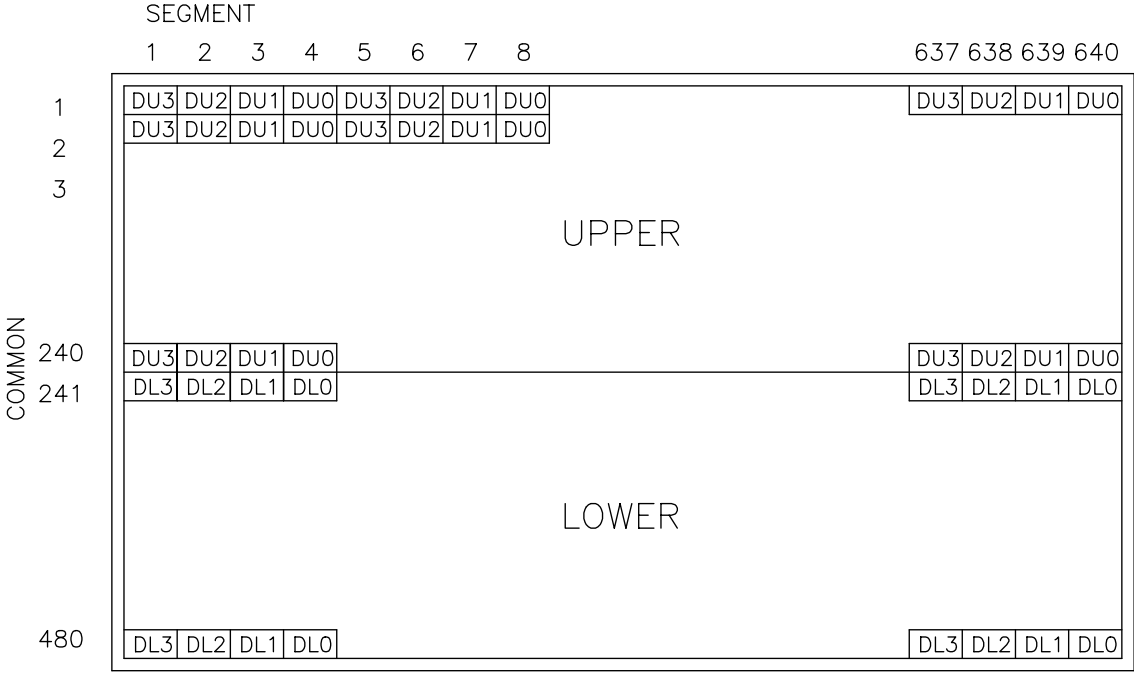 SEGMENT
1 2 3 4 5 6 7 8 637 638 639 640
1 DU3 DU2 DU1 DU0 DU3 DU2 DU1 DU0 DU3 DU2 DU1 DU0
DU3 DU2 DU1 DU0 DU3 DU2 DU1 DU0
2
3
UPPER
COMMON
240 DU3 DU2 DU1 DU0 DU3 DU2 DU1 DU0
241 DL3 DL2 DL1 DL0 DL3 DL2 DL1 DL0
LOWER
480 DL3 DL2 DL1 DL0 DL3 DL2 DL1 DL0